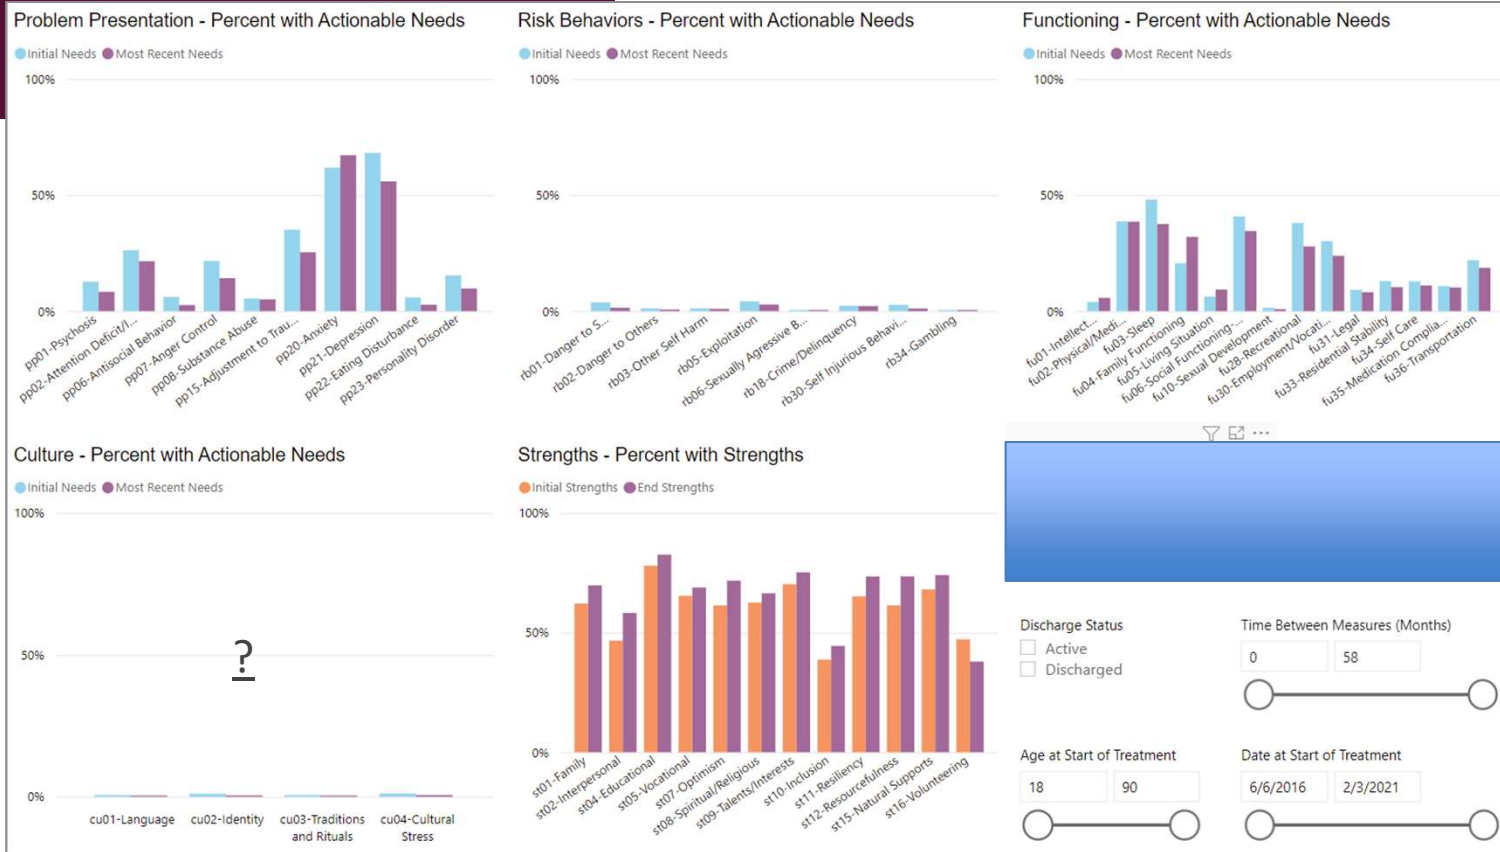 Problem Presentation - Percent with Actionable Needs
Initial Needs Most Recent Needs
100%
50%
0%
pp01-Psychosis
pp02-Attention Deficit/I...
pp06-Antisocial Behavior
pp07-Anger Control
pp08-Substance Abuse
pp15-Adjustment to Trau...
pp20-Anxiety
pp21-Depression
pp22-Eating Disturbance
pp23-Personality Disorder
Risk Behaviors - Percent with Actionable Needs
Initial Needs Most Recent Needs
100%
50%
0%
rb01-Danger to S...
rb02-Danger to Others
rb03-Other Self Harm
rb05-Exploitation
rb06-Sexually Agressive B...
rb18-Crime/Delinquency
rb30-Self Injurious Behavi...
rb34-Gambling
Functioning - Percent with Actionable Needs
Initial Needs Most Recent Needs
100%
50%
0%
fu01-Intellect...
fu02-Physical/Medi...
fu03-Sleep
fu04-Family Functioning
fu05-Living Situation
fu06-Social Functioning-...
fu10-Sexual Development
fu28-Recreational
fu30-Employment/Vocati...
fu31-Legal
fu33-Residential Stability
fu34-Self Care
fu35-Medication Complia...
fu36-Transportation
Culture - Percent with Actionable Needs
Initial Needs Most Recent Needs
100%
50%
0%
?
cu01-Language
cu02-Identity
cu03-Traditions
and Rituals
cu04-Cultural
Stress
Strengths - Percent with Strengths
Initial Strengths End Strengths
100%
50%
0%
st01-Family
st02-Interpersonal
st04-Educational
st05-Vocational
st07-Optimism
st08-Spiritual/Religious
st09-Talents/Interests
st10-Inclusion
st11-Resiliency
st12-Resourcefulness
st15-Natural Supports
st16-Volunteering
Discharge Status
Active
Discharged
Time Between Measures (Months)
0 58
Age at Start of Treatment
18 90
Date at Start of Treatment
6/6/2016 2/3/2021